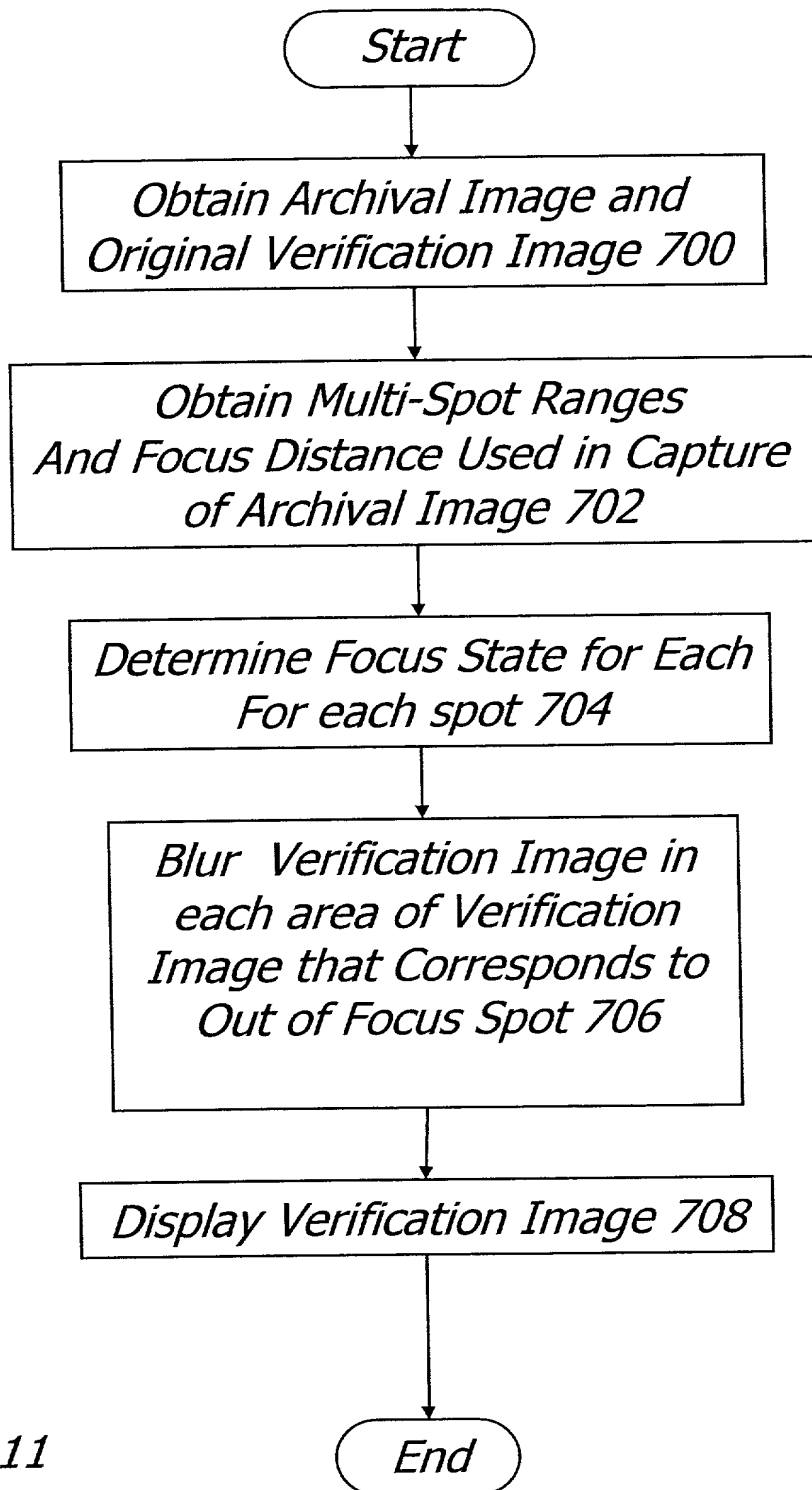 Start
Obtain Archival Image and
Original Verification Image 700
Obtain Multi-Spot Ranges
And Focus Distance Used in Capture
of Archival Image 702
Determine Focus State for Each
For each spot 704
Blur Verification Image in
each area of Verification
Image that Corresponds to
Out of Focus Spot 706
Display Verification Image 708
11
End